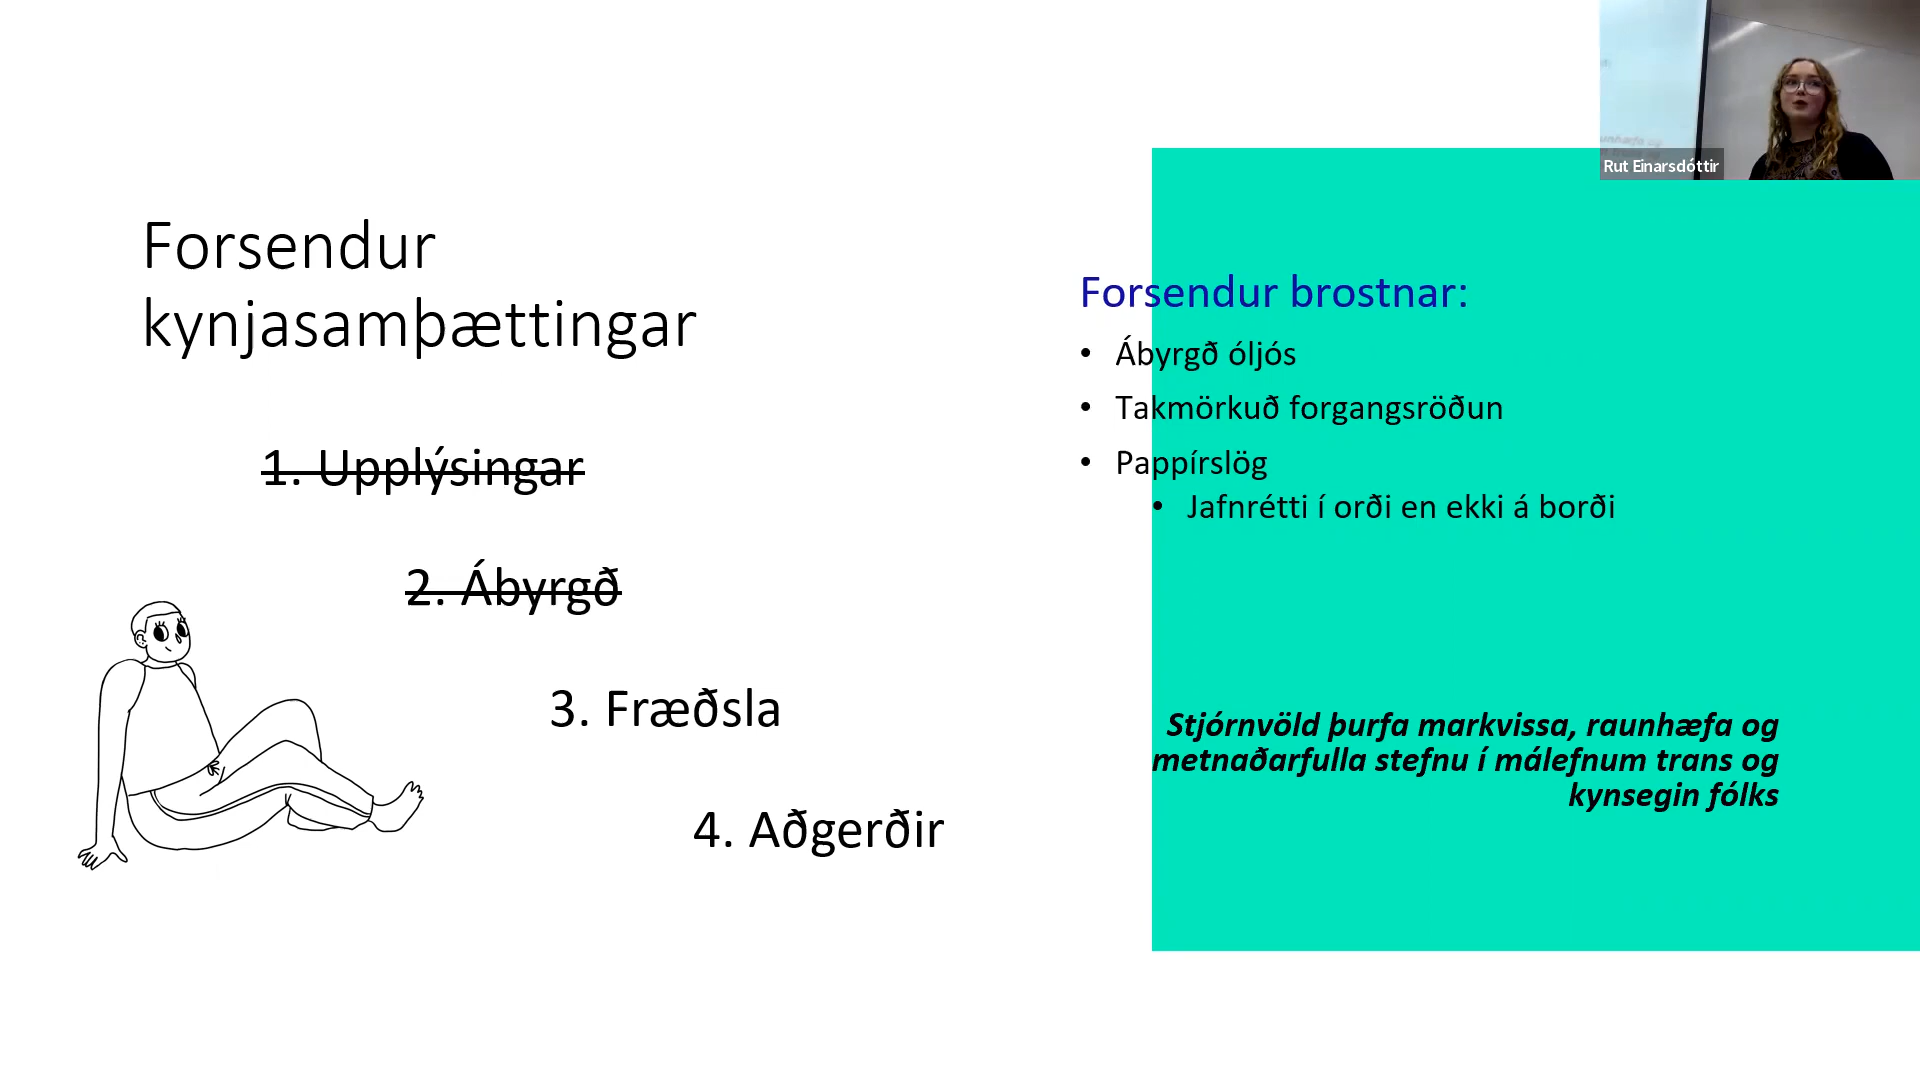 Forsendur
kynjasamþættingar
1. Upplýsingar
2. Ábyrgð
3. Fræðsla
4. Aðgerðir
Forsendur brostnar:
• Ábyrgð óljós
• Takmörkuð forgangsröðun
• Pappírslög
• Jafnrétti í orði en ekki á borði
Stjórnvöld þurfa markvissa, raunhæfa og
metnaðarfulla stefnu í málefnum trans og
kynsegin fólks
Rut Einarsdóttir